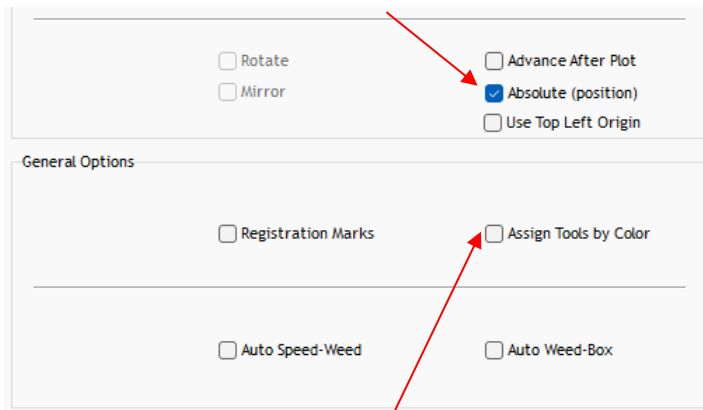 Rotate Advance After Plot
Mirror Absolute (position)
Use Top Left Origin
General Options
Registration Marks Assign Tools by Color
Auto Speed-Weed Auto Weed-Box